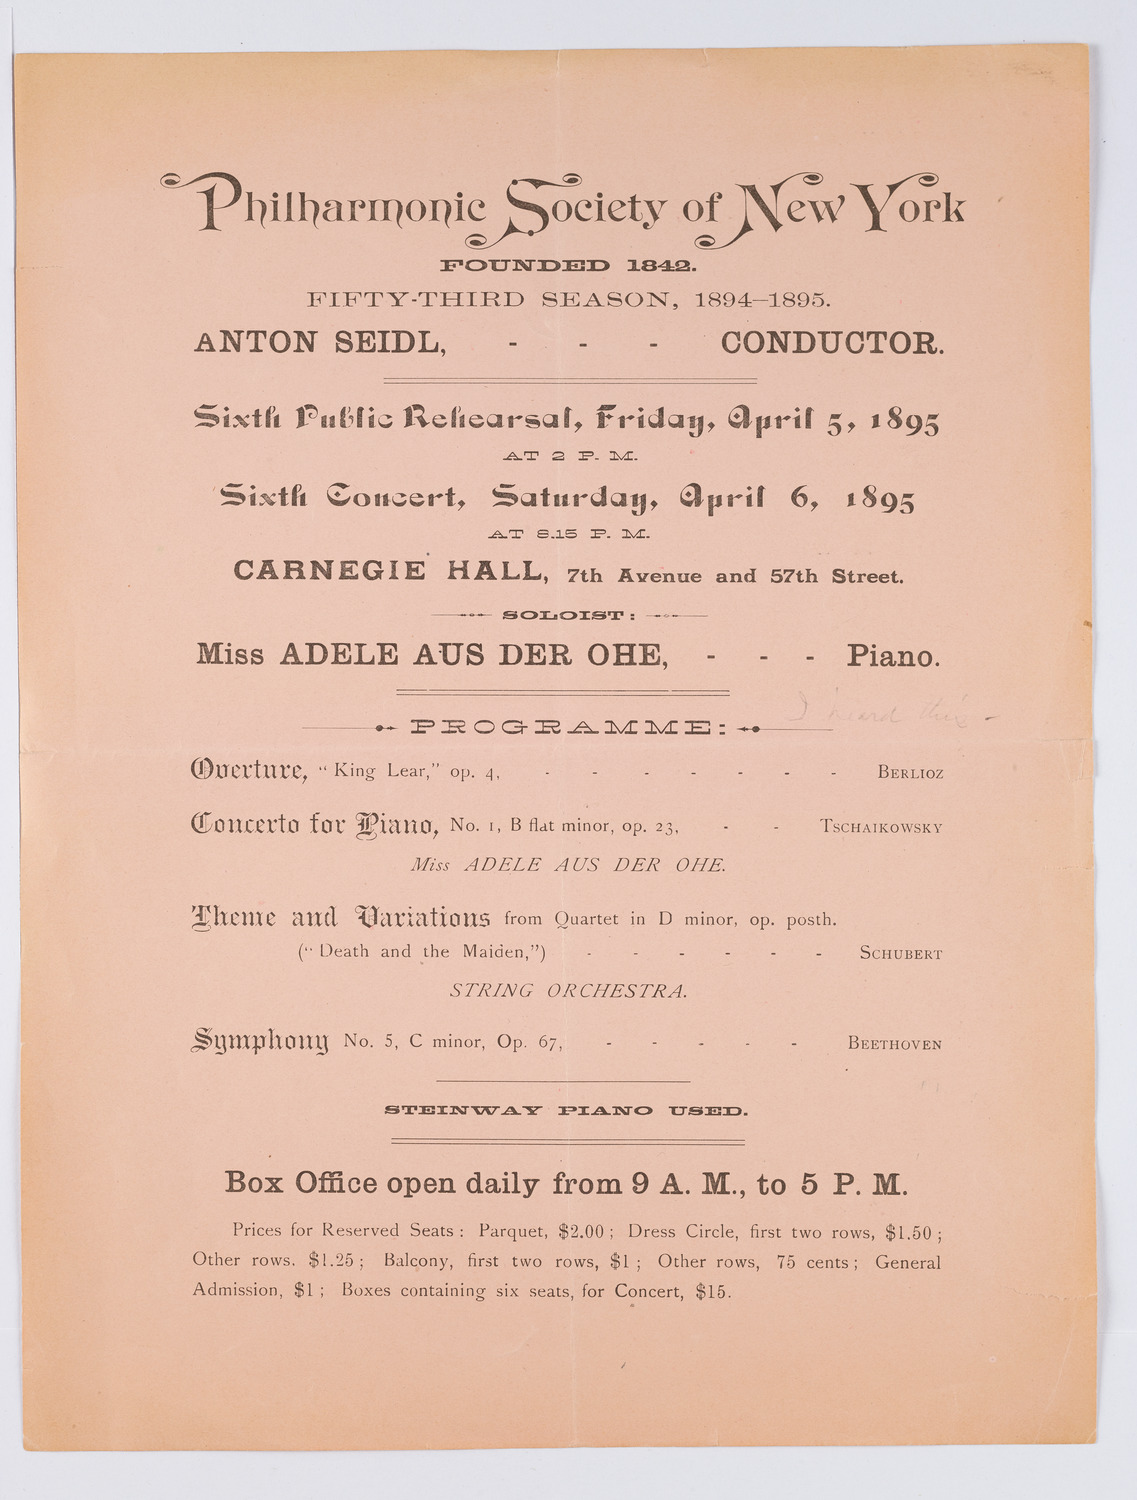 Philharmonic Society of New York
FOUNDED 1842.
FIFTY-THIRD SEASON, 1894–1895.
ANTON SEIDL, - - - CONDUCTOR.
Sixth Public Rehearsal, Friday, April 5, 1895
AT 2 P. M.
Sixth Concert, Saturday, April 6, 1895
AT 8.15 P. M.
CARNEGIE HALL, 7th Avenue and 57th Street.
SOLOIST:
Miss ADELE AUS DER OHE, - - - Piano.
I heard this -
PROGRAMME:
Overture, "King Lear," op. 4, - - - - - - - BERLIOZ
Concerto for Piano, No. 1, B flat minor, op. 23, - - TSCHAIKOWSKY
Miss ADELE AUS DER OHE.
Theme and Variations from Quartet in D minor, op. posth.
("Death and the Maiden,") - - - - - - SCHUBERT
STRING ORCHESTRA.
Symphony No. 5, C minor, Op. 67, - - - - - BEETHOVEN
STEINWAY PIANO USED.
Box Office open daily from 9 A. M., to 5 P. M.
Prices for Reserved Seats: Parquet, $2.00; Dress Circle, first two rows, $1.50;
Other rows. $1.25; Balcony, first two rows, $1; Other rows, 75 cents; General
Admission, $1; Boxes containing six seats, for Concert, $15.